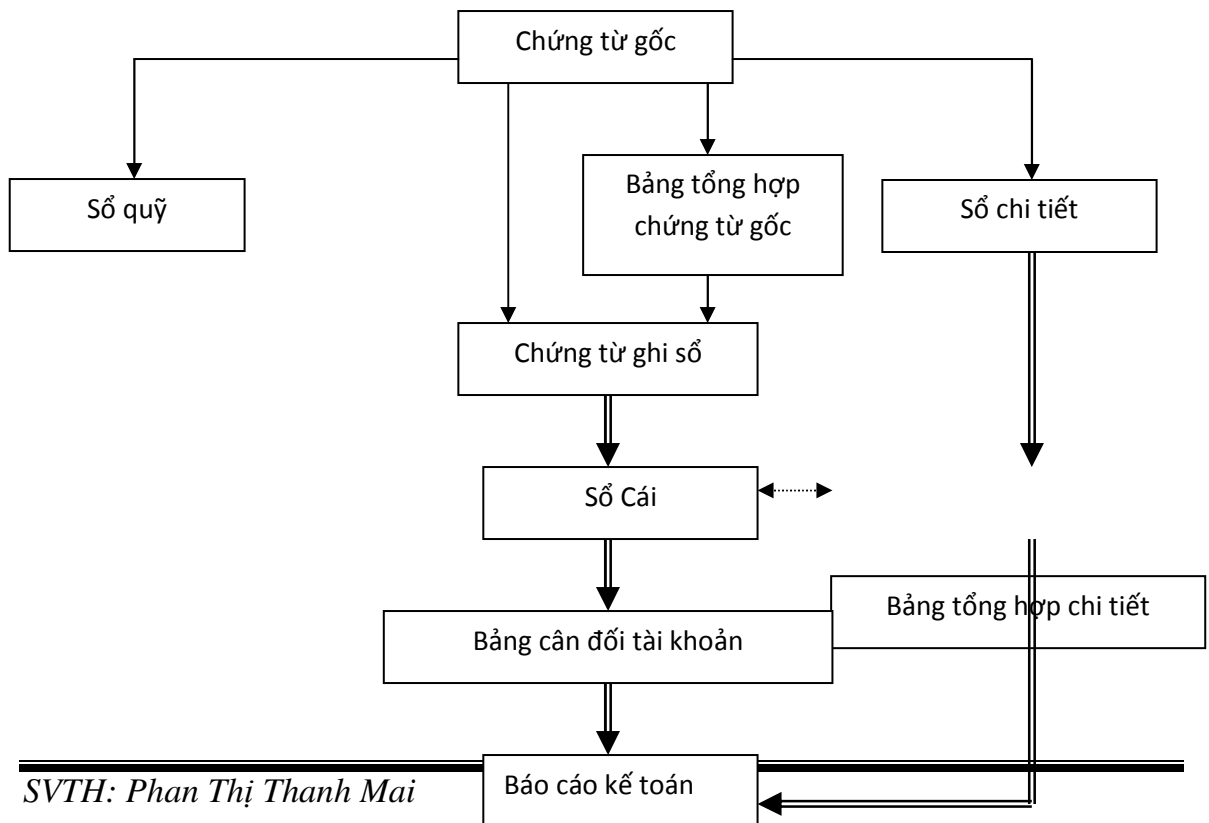 Chứng từ gốc
Sổ quỹ
Bảng tổng hợp
chứng từ gốc
Sổ chi tiết
Chứng từ ghi sổ
Sổ Cái
Bảng tổng hợp chi tiết
Bảng cân đối tài khoản
Báo cáo kế toán
SVTH: Phan Thị Thanh Mai